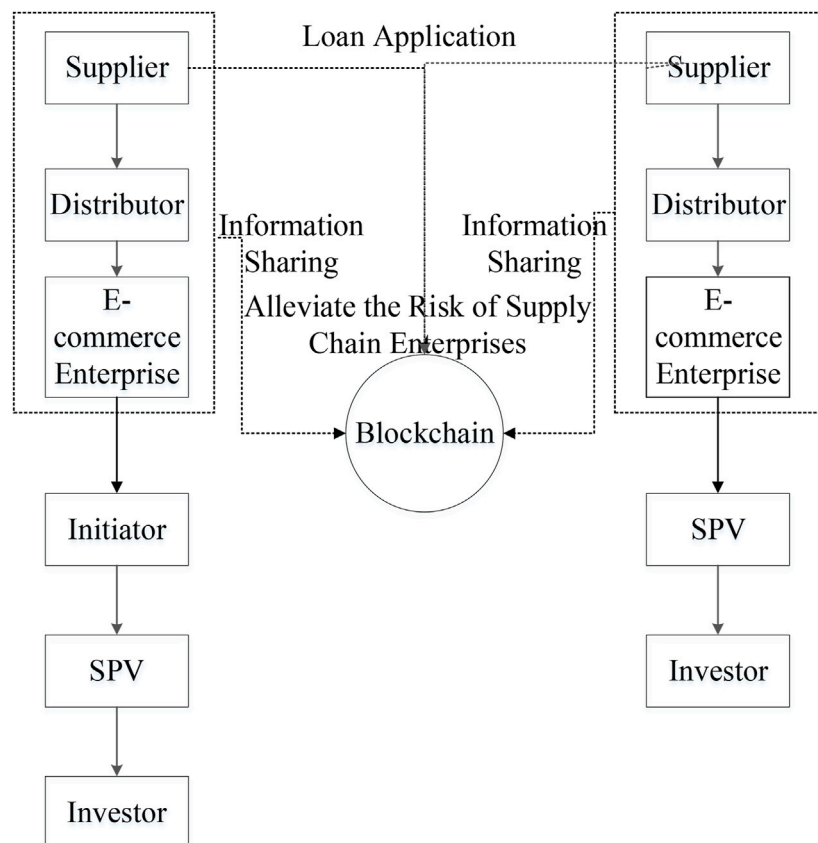 Loan Application
Supplier
Distributor
E-
commerce
Enterprise
Initiator
SPV
Investor
Information
Sharing
Information
Sharing
Alleviate the Risk of Supply
Chain Enterprises
Blockchain
Supplier
Distributor
E-
commerce
Enterprise
SPV
Investor